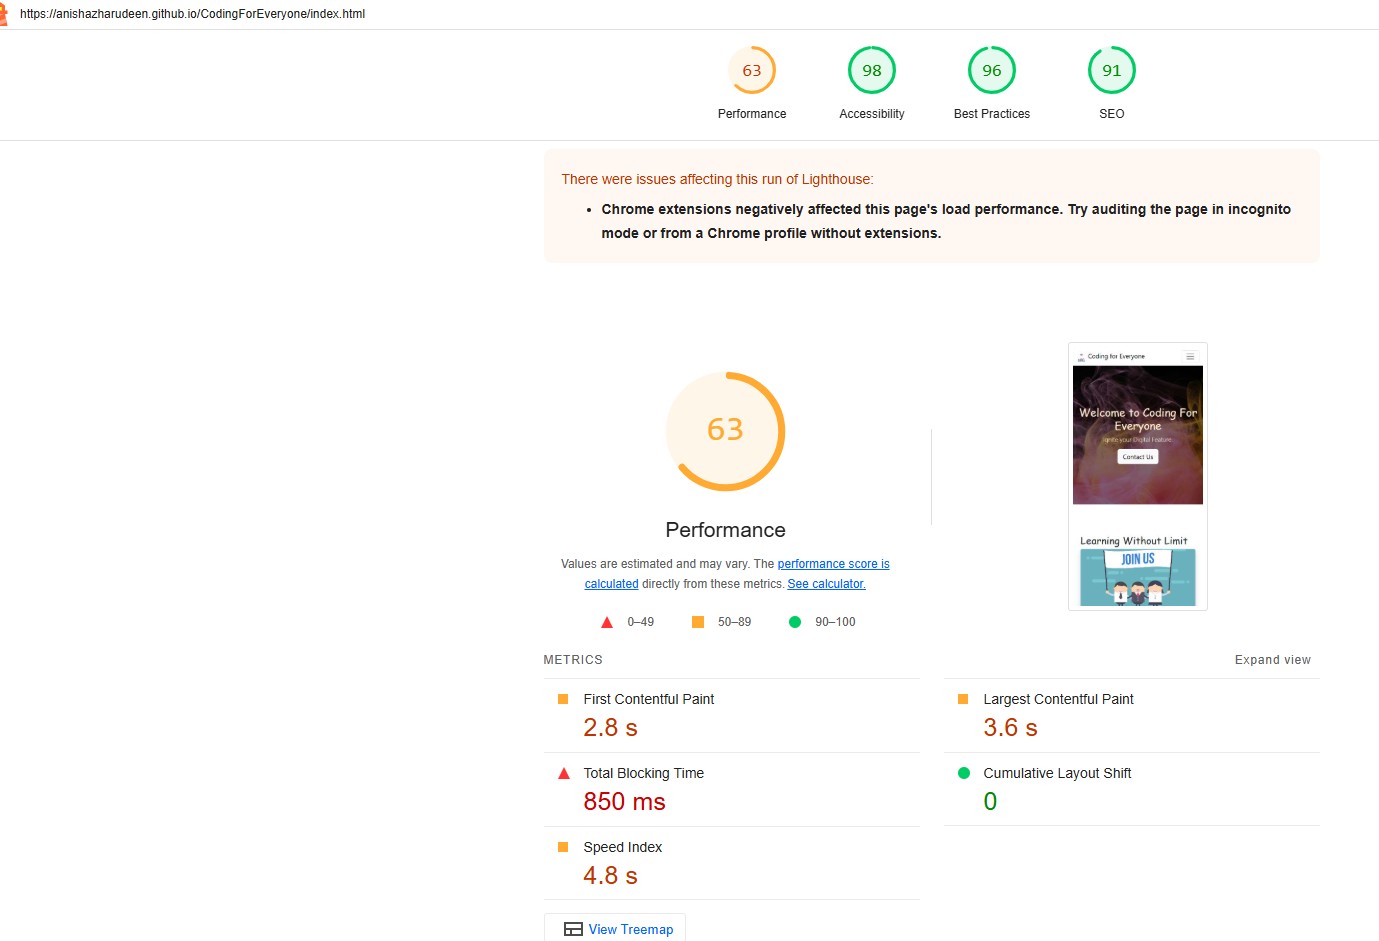 https://anishazharudeen.github.io/CodingForEveryone/index.html
63
98
96
91
Performance
Accessibility
Best Practices
SEO
There were issues affecting this run of Lighthouse:
• Chrome extensions negatively affected this page's load performance. Try auditing the page in incognito
mode or from a Chrome profile without extensions.
63
Performance
Values are estimated and may vary. The performance score is
calculated directly from these metrics. See calculator.
0–49
50–89
90–100
Coding for Everyone
Welcome to Coding For
Everyone
Ignite your Digital Feature
Contact Us
Learning Without Limit
JOIN US
METRICS
Expand view
First Contentful Paint
2.8 s
Largest Contentful Paint
3.6 s
Total Blocking Time
850 ms
Cumulative Layout Shift
0
Speed Index
4.8 s
View Treemap